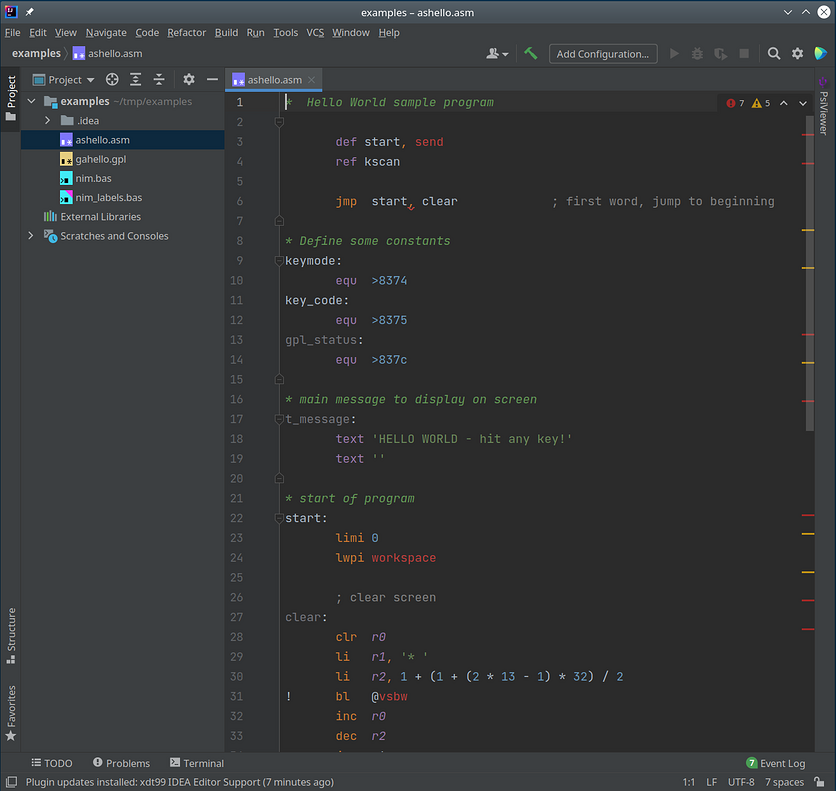 examples – ashello.asm
File Edit View Navigate Code Refactor Build Run Tools VCS Window Help
examples ashello.asm Add Configuration...
Project
Project
ashello.asm
PsiViewer
examples ~/tmp/examples
.idea
ashello.asm
gahello.gpl
nim.bas
nim_labels.bas
External Libraries
Scratches and Consoles
7 5
1 * Hello World sample program
2
3 def start, send
4 ref kscan
5
6 jmp start, clear ; first word, jump to beginning
7
8 * Define some constants
9 keymode:
10 equ >8374
11 key_code:
12 equ >8375
13 gpl_status:
14 equ >837c
15
16 * main message to display on screen
17 t_message:
18 text 'HELLO WORLD - hit any key!'
19 text ''
20
21 * start of program
22 start:
23 limi 0
24 lwpi workspace
25
26 ; clear screen
27 clear:
28 clr r0
29 li r1, '* '
30 li r2, 1 + (1 + (2 * 13 - 1) * 32) / 2
31 ! bl @vsbw
32 inc r0
33 dec r2
Structure
Favorites
TODO Problems Terminal 7 Event Log
Plugin updates installed: xdt99 IDEA Editor Support (7 minutes ago) 1:1 LF UTF-8 7 spaces